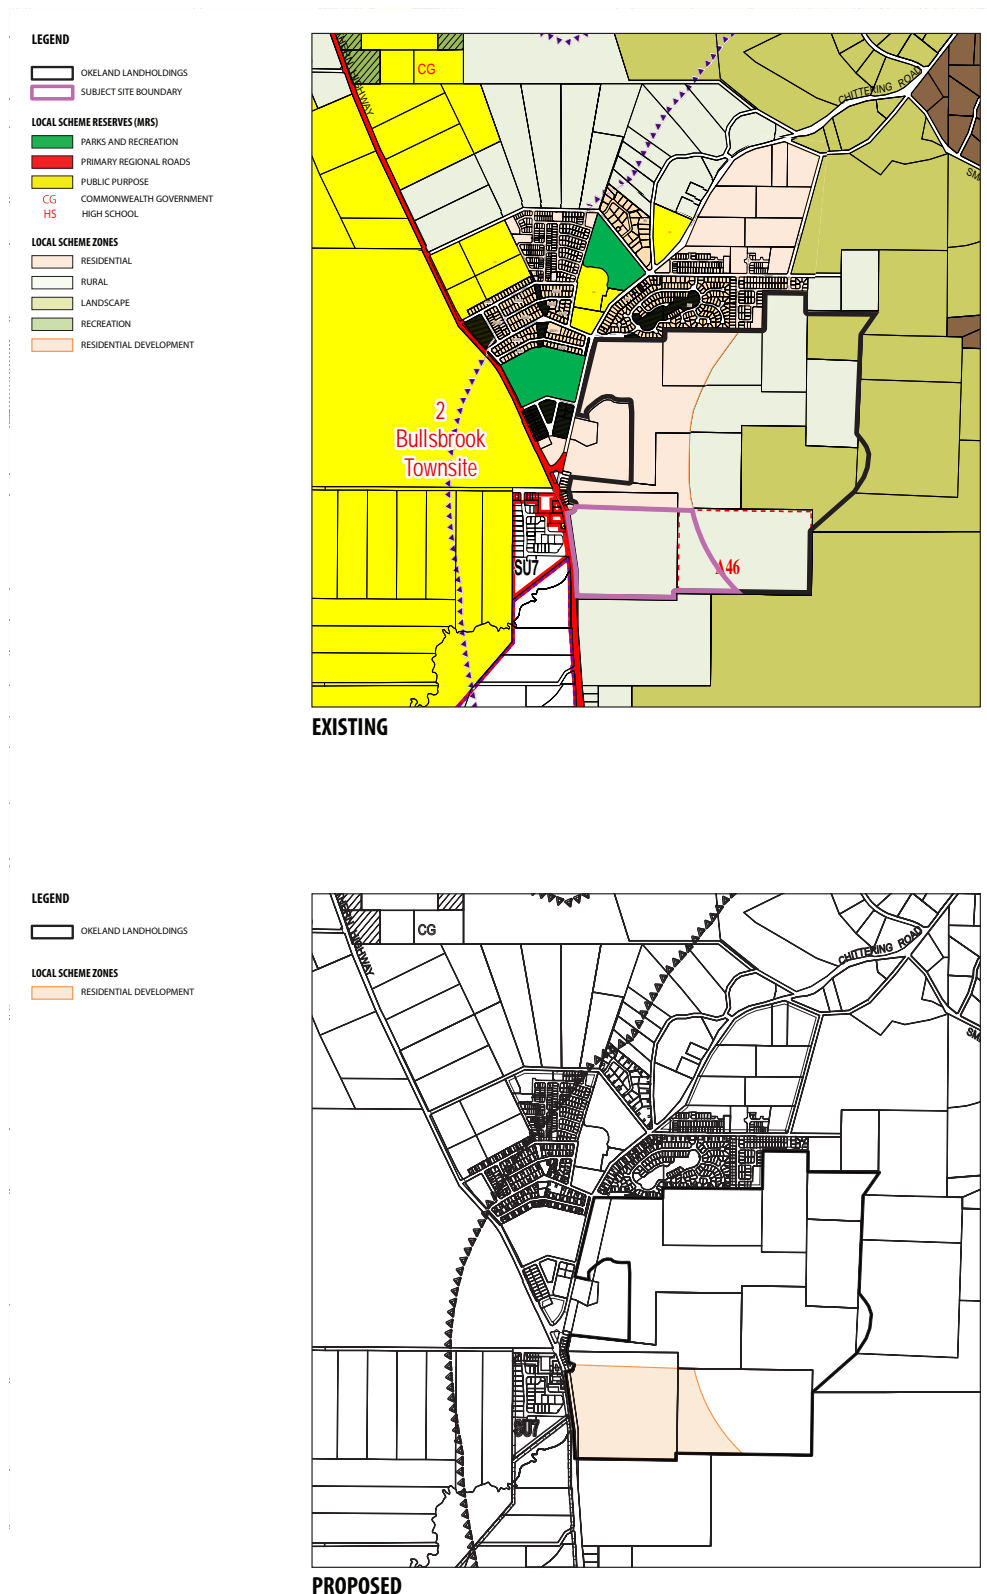 LEGEND
OKELAND LANDHOLDINGS
SUBJECT SITE BOUNDARY
LOCAL SCHEME RESERVES (MRS)
PARKS AND RECREATION
PRIMARY REGIONAL ROADS
PUBLIC PURPOSE
CG COMMONWEALTH GOVERNMENT
HS HIGH SCHOOL
LOCAL SCHEME ZONES
RESIDENTIAL
RURAL
LANDSCAPE
RECREATION
RESIDENTIAL DEVELOPMENT
HIGHWAY
CG
CHITTERING ROAD
2
Bullsbrook
Townsite
SU7
A46
EXISTING
LEGEND
OKELAND LANDHOLDINGS
LOCAL SCHEME ZONES
RESIDENTIAL DEVELOPMENT
HIGHWAY
CG
CHITTERING ROAD
SU7
PROPOSED